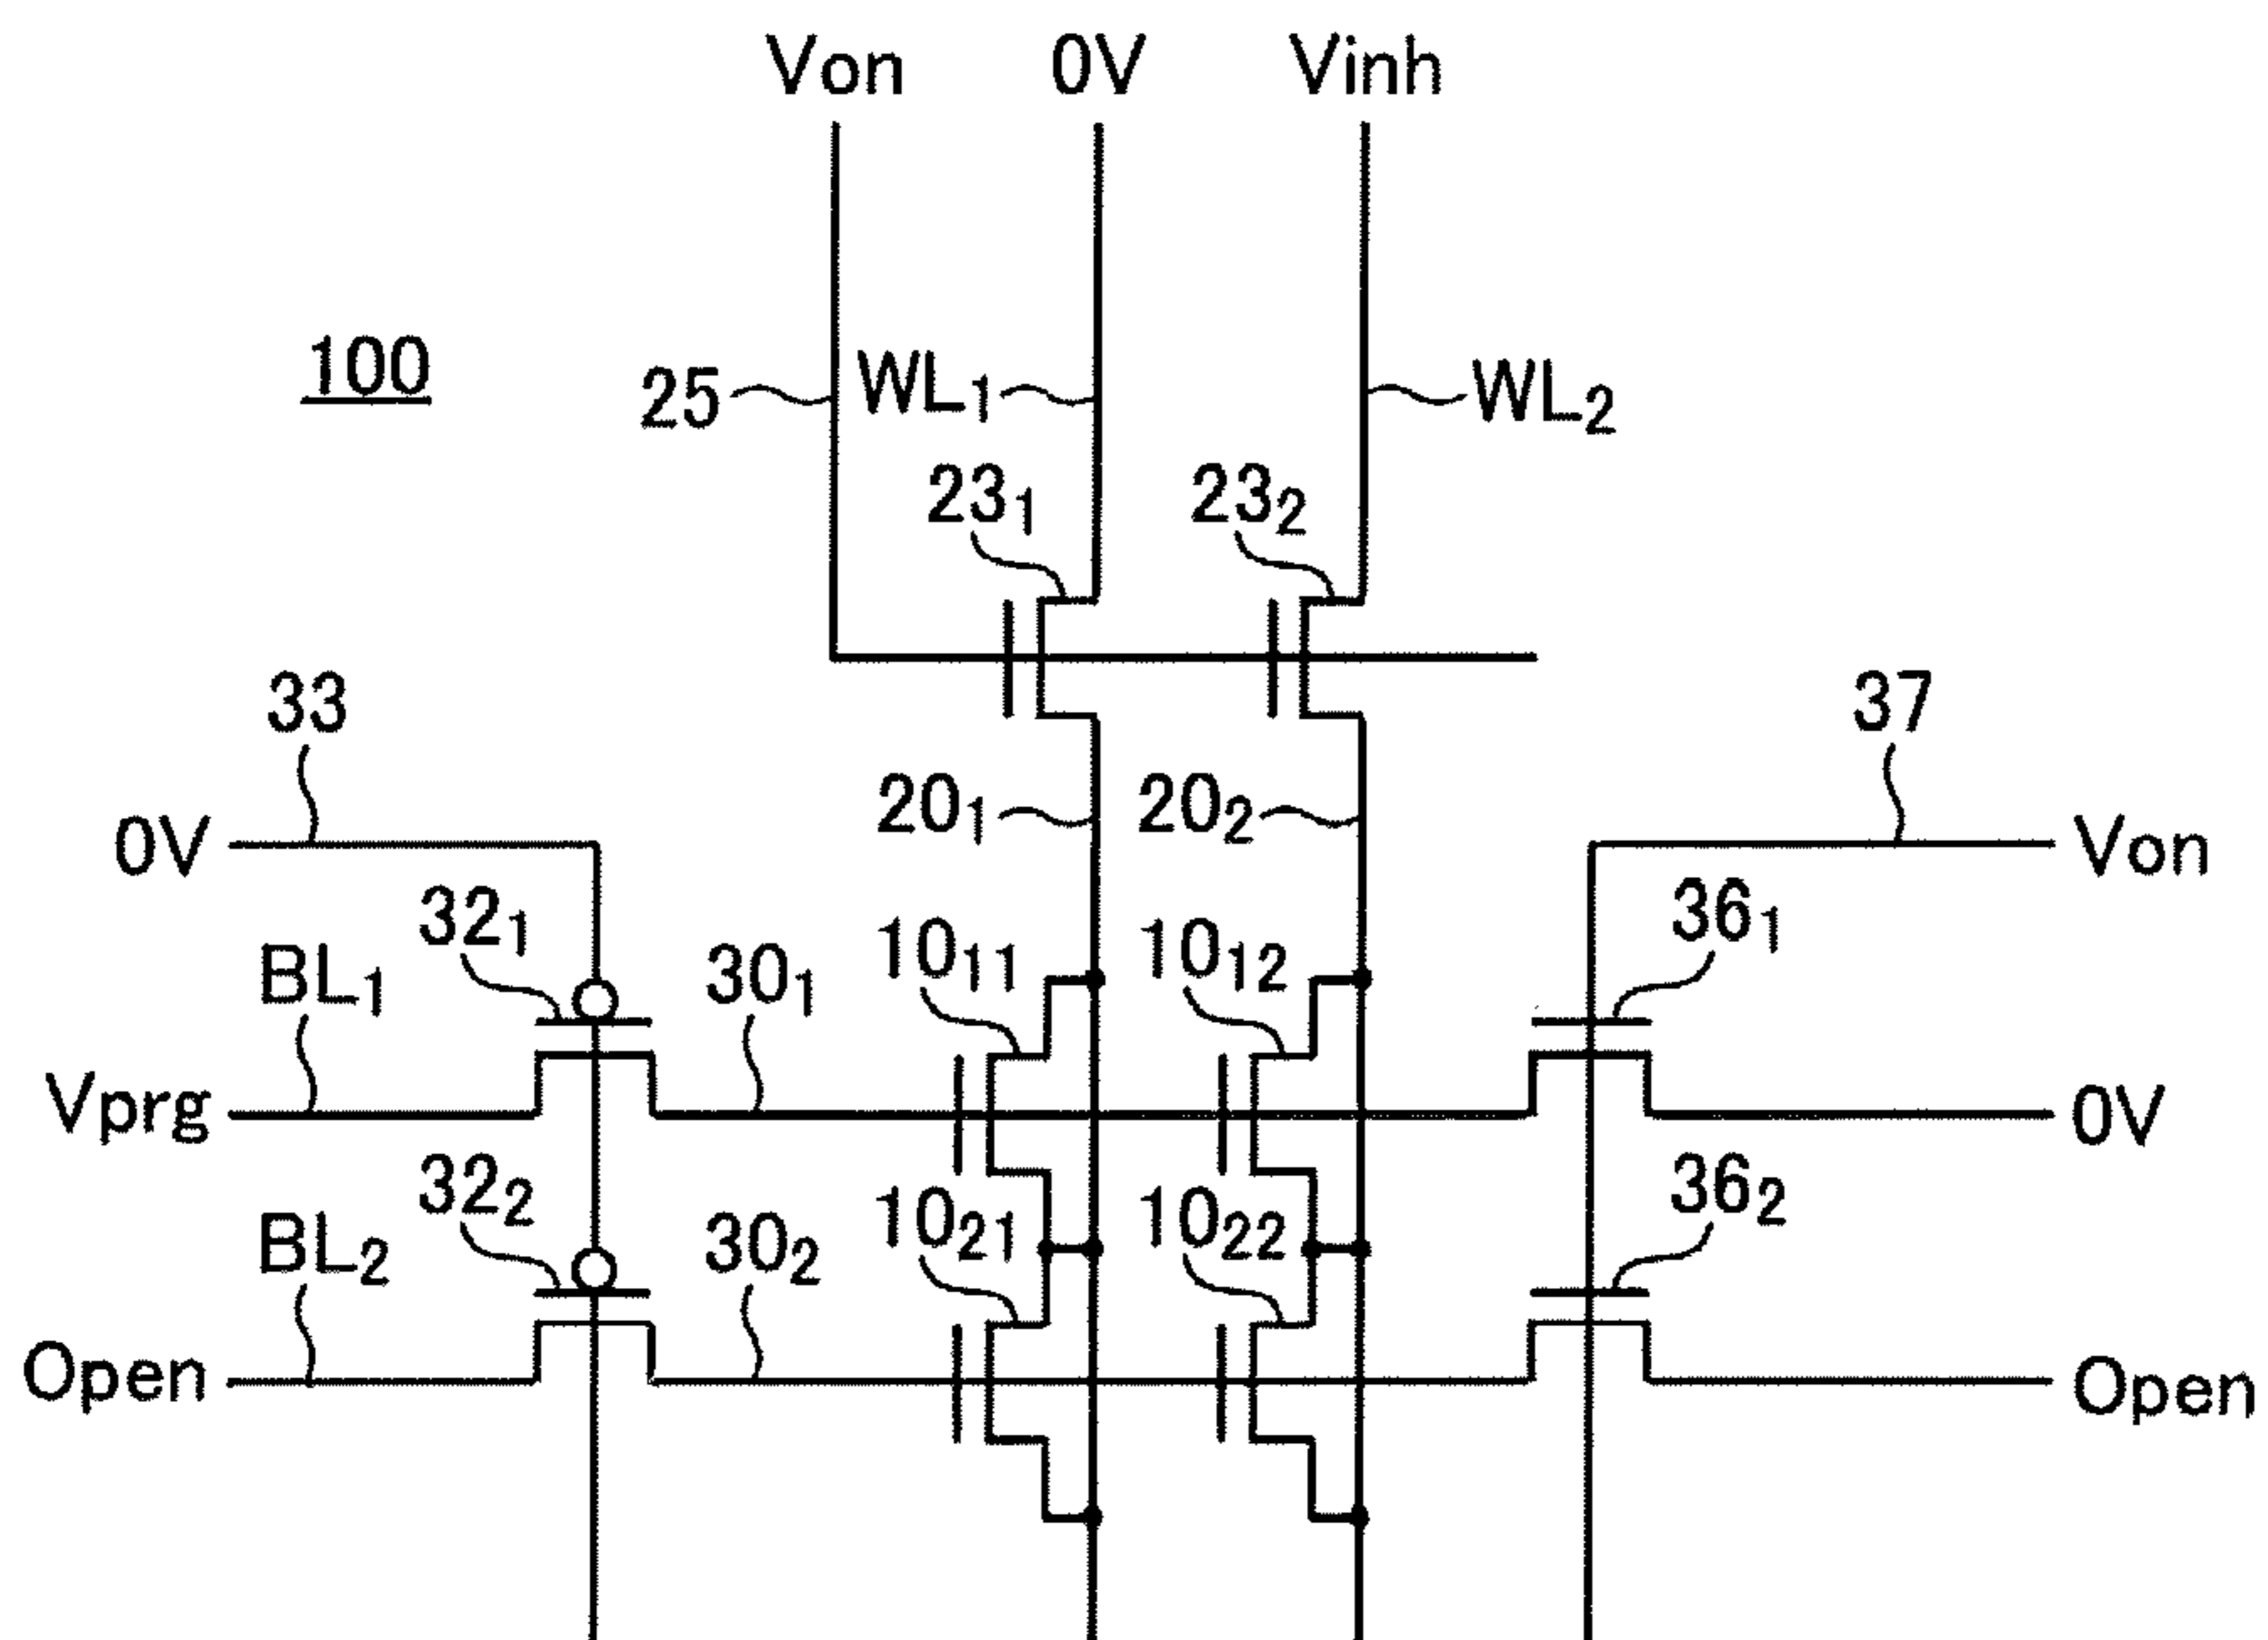 Von 0V Vinh
100
25 WL₁ WL₂
23₁ 23₂
33 37
20₁ 20₂
0V Von
32₁ 36₁
BL₁ 30₁ 10₁₁ 10₁₂
Vprg 0V
32₂ 36₂
BL₂ 30₂ 10₂₁ 10₂₂
Open Open